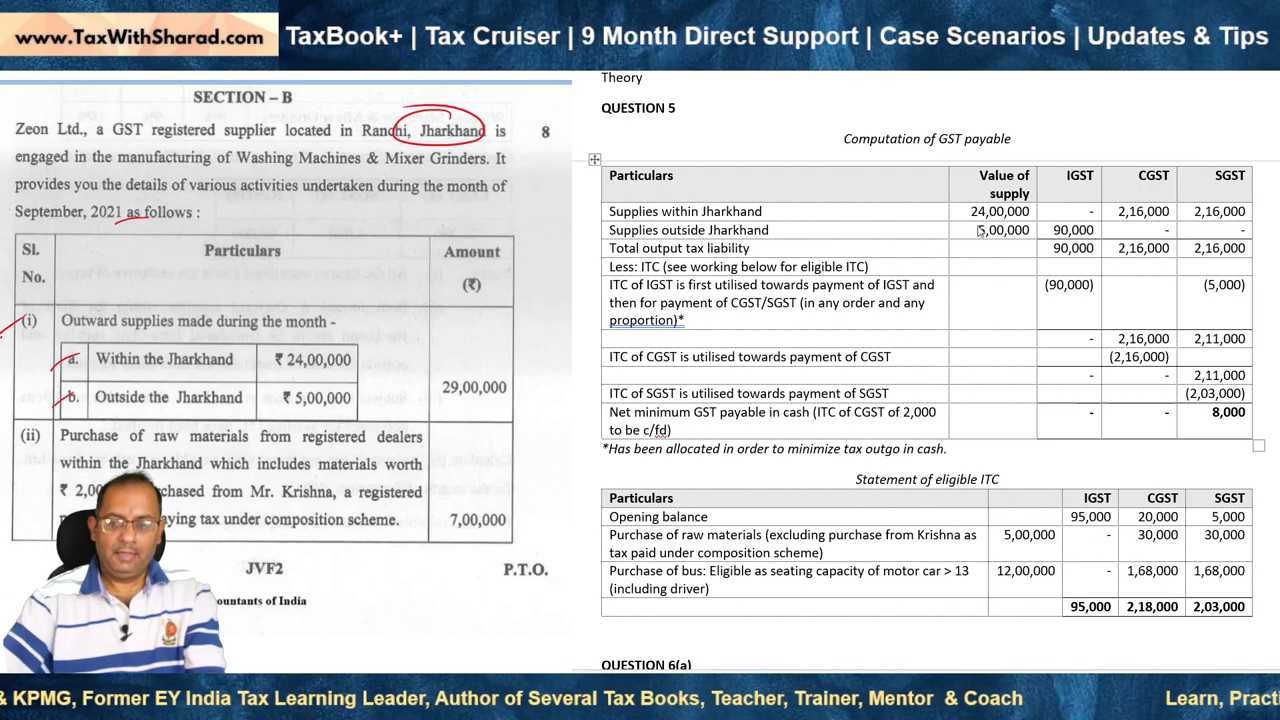 www.TaxWithSharad.com
TaxBook+ | Tax Cruiser | 9 Month Direct Support | Case Scenarios | Updates & Tips
SECTION – B
Zeon Ltd., a GST registered supplier located in Ranchi, Jharkhand is 8
engaged in the manufacturing of Washing Machines & Mixer Grinders. It
provides you the details of various activities undertaken during the month of
September, 2021 as follows :
Sl. No. Particulars Amount (₹)
(i) Outward supplies made during the month -
a. Within the Jharkhand ₹ 24,00,000
b. Outside the Jharkhand ₹ 5,00,000
29,00,000
(ii) Purchase of raw materials from registered dealers
within the Jharkhand which includes materials worth
₹ 2,00 chased from Mr. Krishna, a registered
aying tax under composition scheme. 7,00,000
JVF2 P.T.O.
ountants of India
Theory
QUESTION 5
Computation of GST payable
Particulars Value of supply IGST CGST SGST
Supplies within Jharkhand 24,00,000 - 2,16,000 2,16,000
Supplies outside Jharkhand 5,00,000 90,000 - -
Total output tax liability 90,000 2,16,000 2,16,000
Less: ITC (see working below for eligible ITC)
ITC of IGST is first utilised towards payment of IGST and (90,000) (5,000)
then for payment of CGST/SGST (in any order and any
proportion)*
- 2,16,000 2,11,000
ITC of CGST is utilised towards payment of CGST (2,16,000)
- - 2,11,000
ITC of SGST is utilised towards payment of SGST (2,03,000)
Net minimum GST payable in cash (ITC of CGST of 2,000 - - 8,000
to be c/fd)
*Has been allocated in order to minimize tax outgo in cash.
Statement of eligible ITC
Particulars IGST CGST SGST
Opening balance 95,000 20,000 5,000
Purchase of raw materials (excluding purchase from Krishna as 5,00,000 - 30,000 30,000
tax paid under composition scheme)
Purchase of bus: Eligible as seating capacity of motor car > 13 12,00,000 - 1,68,000 1,68,000
(including driver)
95,000 2,18,000 2,03,000
QUESTION 6(a)
& KPMG, Former EY India Tax Learning Leader, Author of Several Tax Books, Teacher, Trainer, Mentor & Coach Learn, Practi